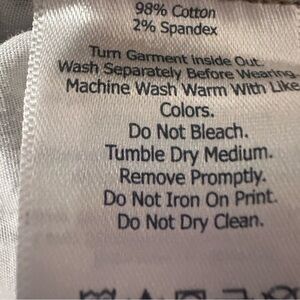 98% Cotton
2% Spandex
Turn Garment Inside Out.
Wash Separately Before Wearing.
Machine Wash Warm With Like
Colors.
Do Not Bleach.
Tumble Dry Medium.
Remove Promptly.
Do Not Iron On Print.
Do Not Dry Clean.